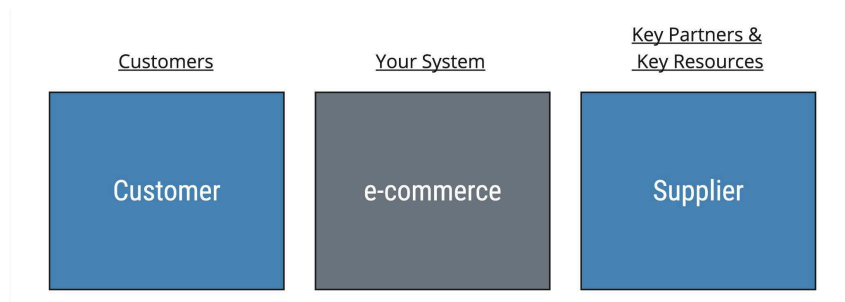 Customers
Your System
Key Partners &
Key Resources
Customer
e-commerce
Supplier